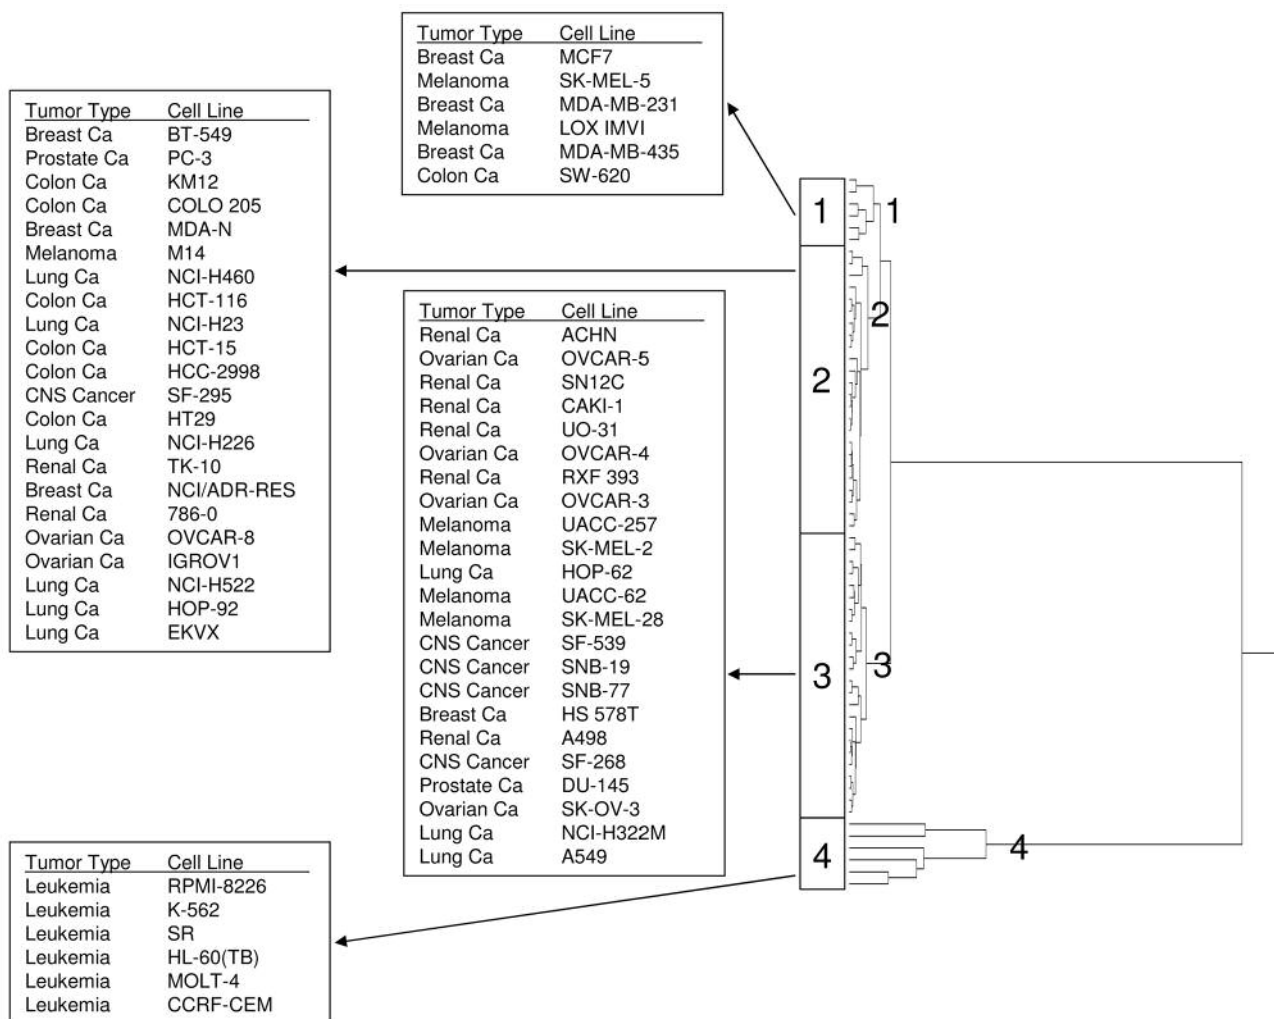 Tumor Type Cell Line
Breast Ca MCF7
Melanoma SK-MEL-5
Breast Ca MDA-MB-231
Melanoma LOX IMVI
Breast Ca MDA-MB-435
Colon Ca SW-620
Tumor Type Cell Line
Breast Ca BT-549
Prostate Ca PC-3
Colon Ca KM12
Colon Ca COLO 205
Breast Ca MDA-N
Melanoma M14
Lung Ca NCI-H460
Colon Ca HCT-116
Lung Ca NCI-H23
Colon Ca HCT-15
Colon Ca HCC-2998
CNS Cancer SF-295
Colon Ca HT29
Lung Ca NCI-H226
Renal Ca TK-10
Breast Ca NCI/ADR-RES
Renal Ca 786-0
Ovarian Ca OVCAR-8
Ovarian Ca IGROV1
Lung Ca NCI-H522
Lung Ca HOP-92
Lung Ca EKVX
Tumor Type Cell Line
Renal Ca ACHN
Ovarian Ca OVCAR-5
Renal Ca SN12C
Renal Ca CAKI-1
Renal Ca UO-31
Ovarian Ca OVCAR-4
Renal Ca RXF 393
Ovarian Ca OVCAR-3
Melanoma UACC-257
Melanoma SK-MEL-2
Lung Ca HOP-62
Melanoma UACC-62
Melanoma SK-MEL-28
CNS Cancer SF-539
CNS Cancer SNB-19
CNS Cancer SNB-77
Breast Ca HS 578T
Renal Ca A498
CNS Cancer SF-268
Prostate Ca DU-145
Ovarian Ca SK-OV-3
Lung Ca NCI-H322M
Lung Ca A549
Tumor Type Cell Line
Leukemia RPMI-8226
Leukemia K-562
Leukemia SR
Leukemia HL-60(TB)
Leukemia MOLT-4
Leukemia CCRF-CEM
1 1
2 2
3 3
4 4